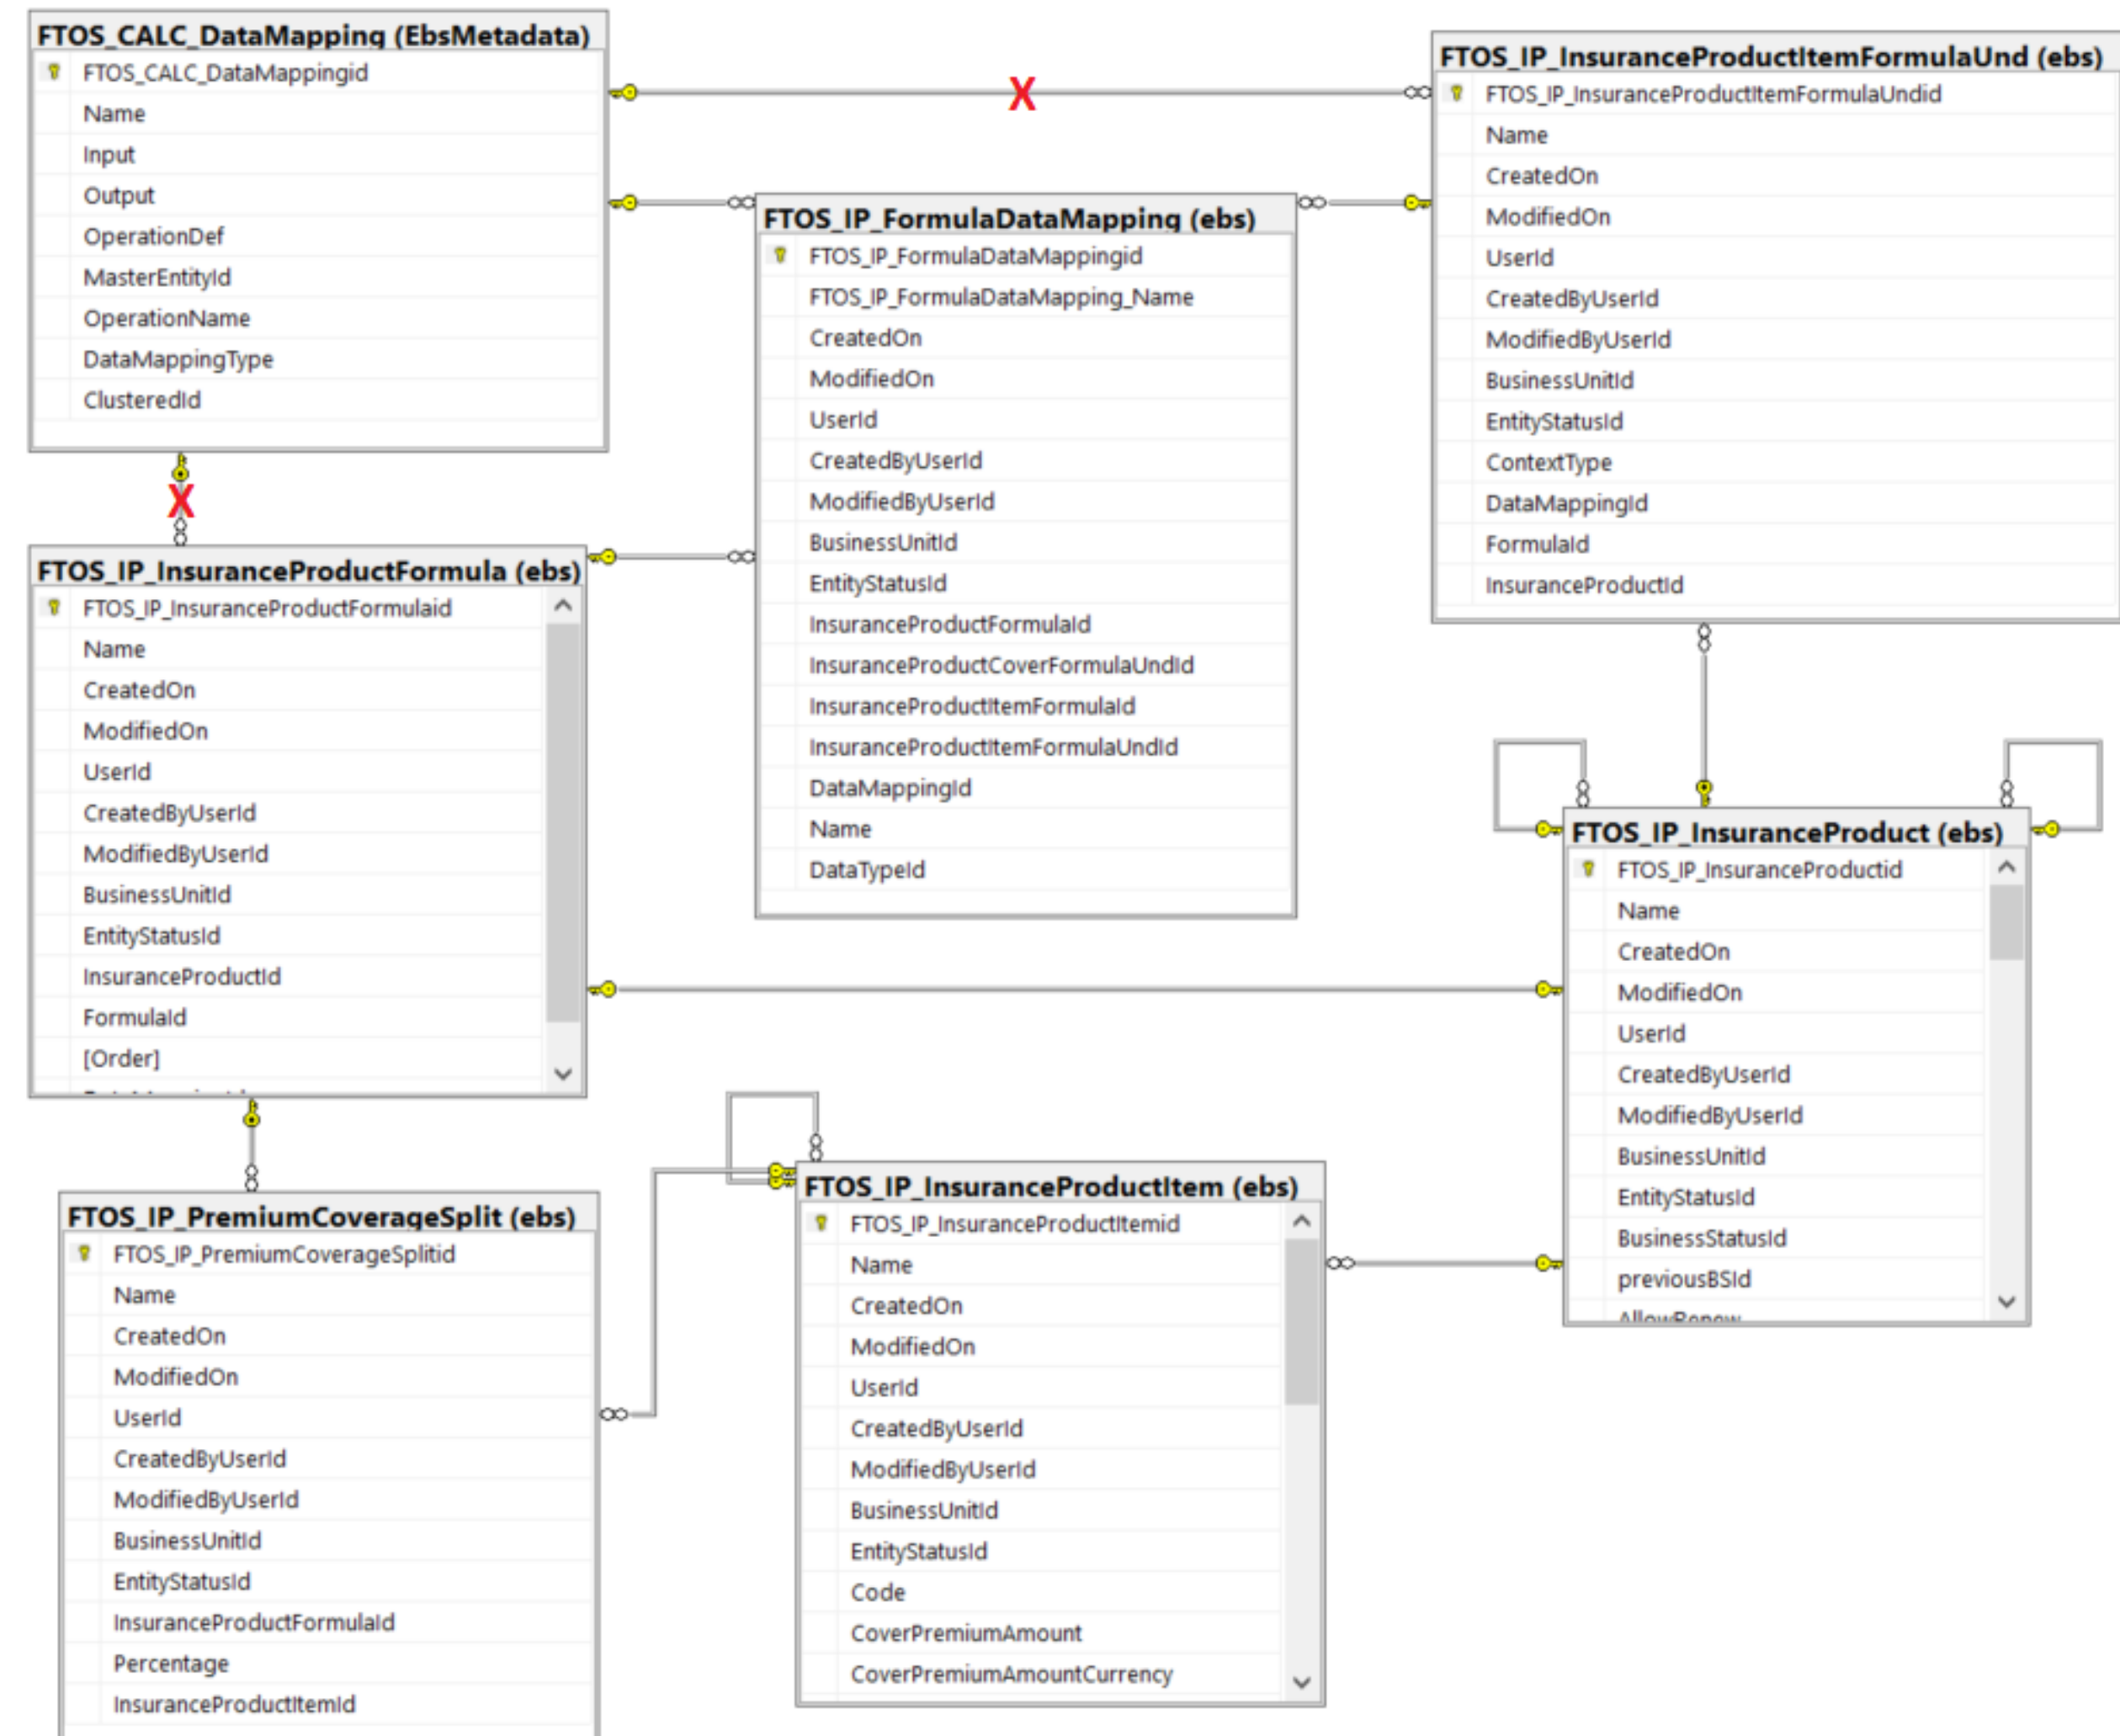 FTOS_CALC_DataMapping (EbsMetadata)
FTOS_CALC_DataMappingid
Name
Input
Output
OperationDef
MasterEntityId
OperationName
DataMappingType
ClusteredId
X
X
FTOS_IP_InsuranceProductItemFormulaUnd (ebs)
FTOS_IP_InsuranceProductItemFormulaUndid
Name
CreatedOn
ModifiedOn
UserId
CreatedByUserId
ModifiedByUserId
BusinessUnitId
EntityStatusId
ContextType
DataMappingId
FormulaId
InsuranceProductId
FTOS_IP_FormulaDataMapping (ebs)
FTOS_IP_FormulaDataMappingid
FTOS_IP_FormulaDataMapping_Name
CreatedOn
ModifiedOn
UserId
CreatedByUserId
ModifiedByUserId
BusinessUnitId
EntityStatusId
InsuranceProductFormulaId
InsuranceProductCoverFormulaUndId
InsuranceProductItemFormulaId
InsuranceProductItemFormulaUndId
DataMappingId
Name
DataTypeId
FTOS_IP_InsuranceProductFormula (ebs)
FTOS_IP_InsuranceProductFormulaid
Name
CreatedOn
ModifiedOn
UserId
CreatedByUserId
ModifiedByUserId
BusinessUnitId
EntityStatusId
InsuranceProductId
FormulaId
[Order]
FTOS_IP_InsuranceProduct (ebs)
FTOS_IP_InsuranceProductid
Name
CreatedOn
ModifiedOn
UserId
CreatedByUserId
ModifiedByUserId
BusinessUnitId
EntityStatusId
BusinessStatusId
previousBSId
AllowRenew
FTOS_IP_PremiumCoverageSplit (ebs)
FTOS_IP_PremiumCoverageSplitid
Name
CreatedOn
ModifiedOn
UserId
CreatedByUserId
ModifiedByUserId
BusinessUnitId
EntityStatusId
InsuranceProductFormulaId
Percentage
InsuranceProductItemId
FTOS_IP_InsuranceProductItem (ebs)
FTOS_IP_InsuranceProductItemid
Name
CreatedOn
ModifiedOn
UserId
CreatedByUserId
ModifiedByUserId
BusinessUnitId
EntityStatusId
Code
CoverPremiumAmount
CoverPremiumAmountCurrency